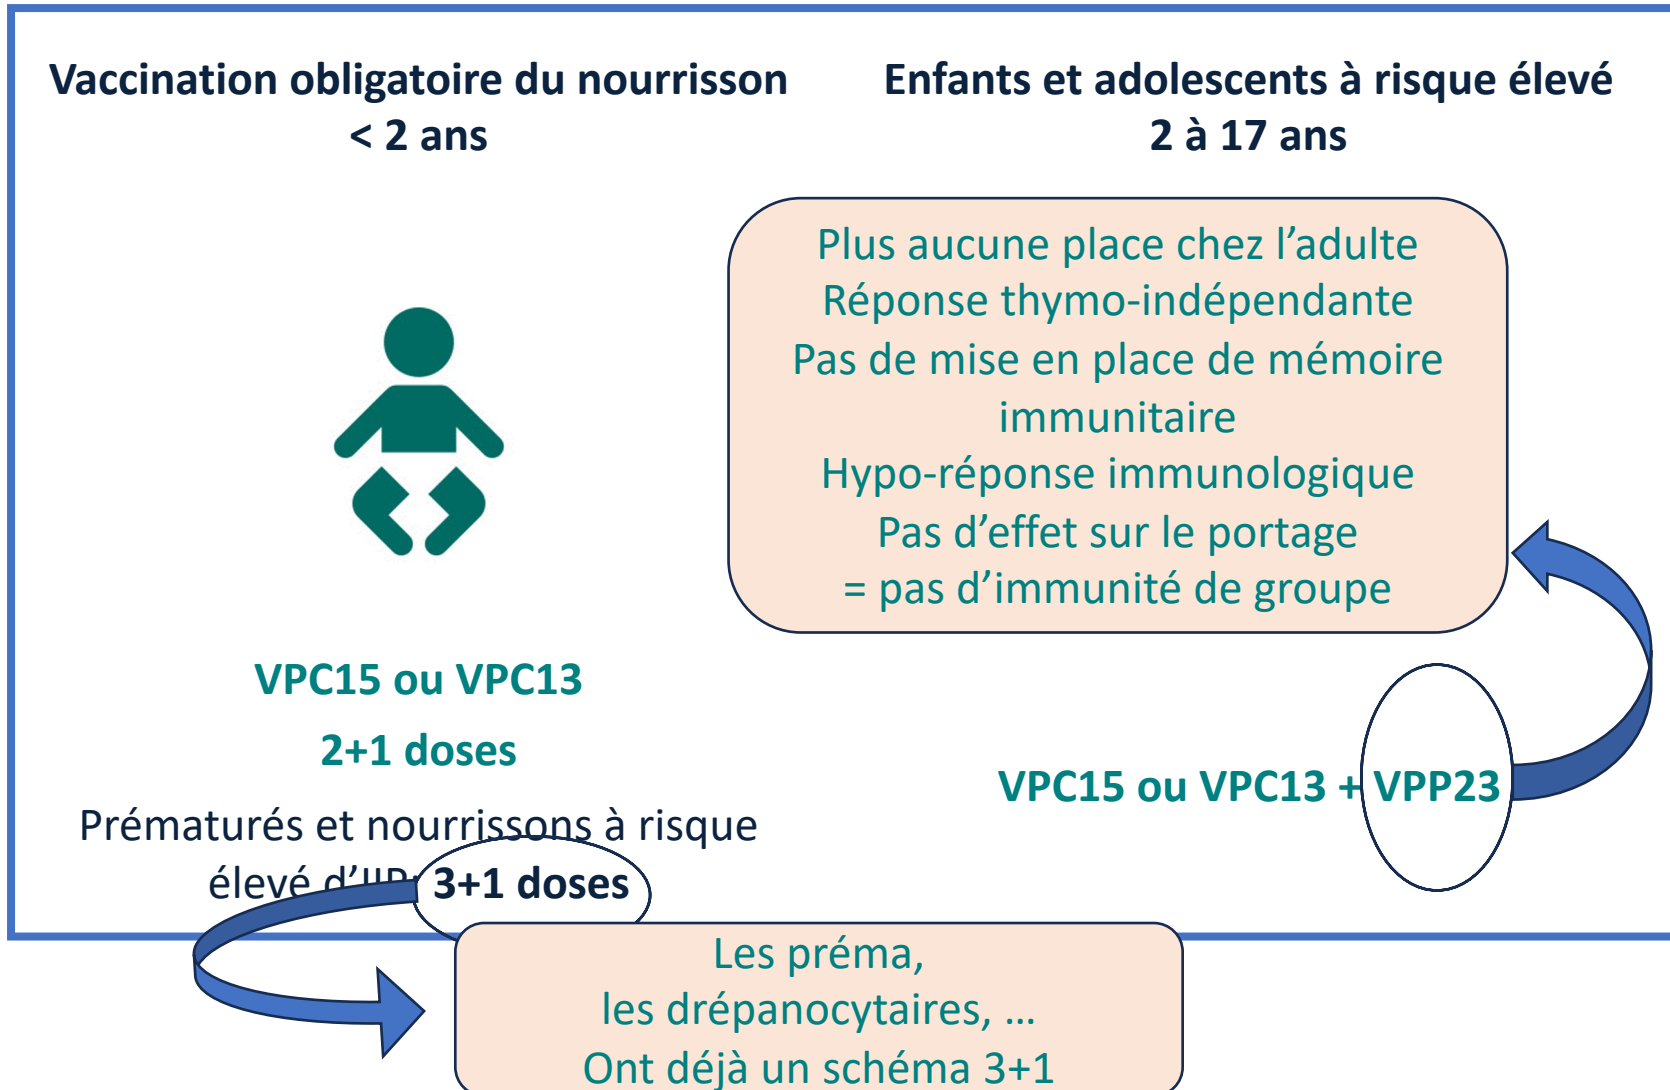 Vaccination obligatoire du nourrisson
< 2 ans
Enfants et adolescents à risque élevé
2 à 17 ans
Plus aucune place chez l’adulte
Réponse thymo-indépendante
Pas de mise en place de mémoire
immunitaire
Hypo-réponse immunologique
Pas d’effet sur le portage
= pas d’immunité de groupe
VPC15 ou VPC13
2+1 doses
Prématurés et nourrissons à risque
élevé d’IIP: 3+1 doses
VPC15 ou VPC13 + VPP23
Les préma,
les drépanocytaires, …
Ont déjà un schéma 3+1